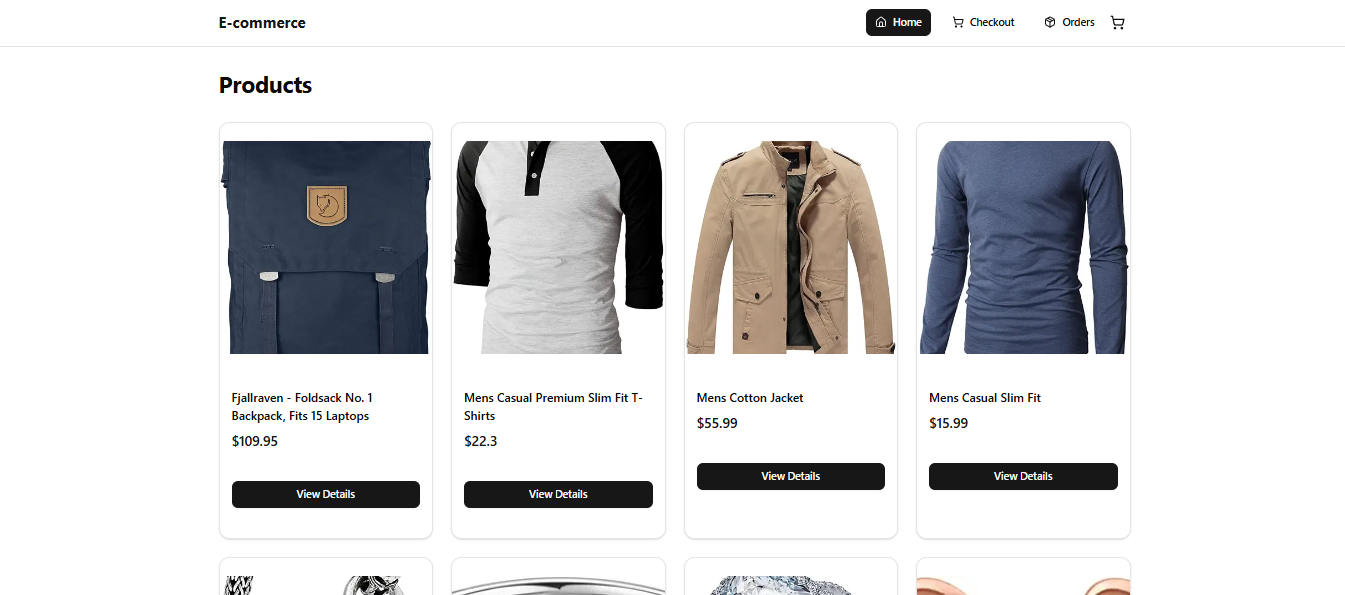 E-commerce
Home
Checkout
Orders
Products
Fjallraven - Foldsack No. 1
Backpack, Fits 15 Laptops
$109.95
View Details
Mens Casual Premium Slim Fit T-
Shirts
$22.3
View Details
Mens Cotton Jacket
$55.99
View Details
Mens Casual Slim Fit
$15.99
View Details